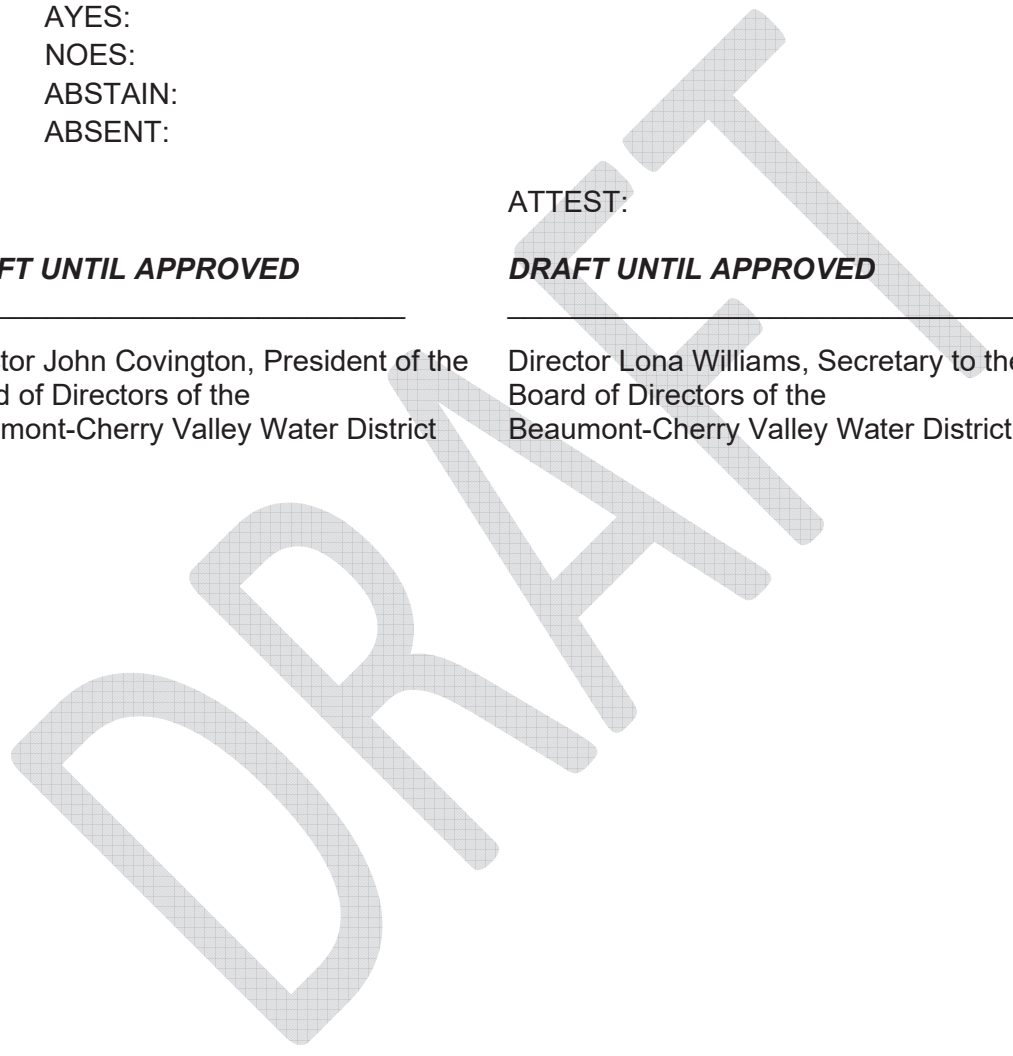 AYES:
NOES:
ABSTAIN:
ABSENT:
ATTEST:
FT UNTIL APPROVED
DRAFT UNTIL APPROVED
tor John Covington, President of the
d of Directors of the
mont-Cherry Valley Water District
Director Lona Williams, Secretary to the
Board of Directors of the
Beaumont-Cherry Valley Water District
DRAFT